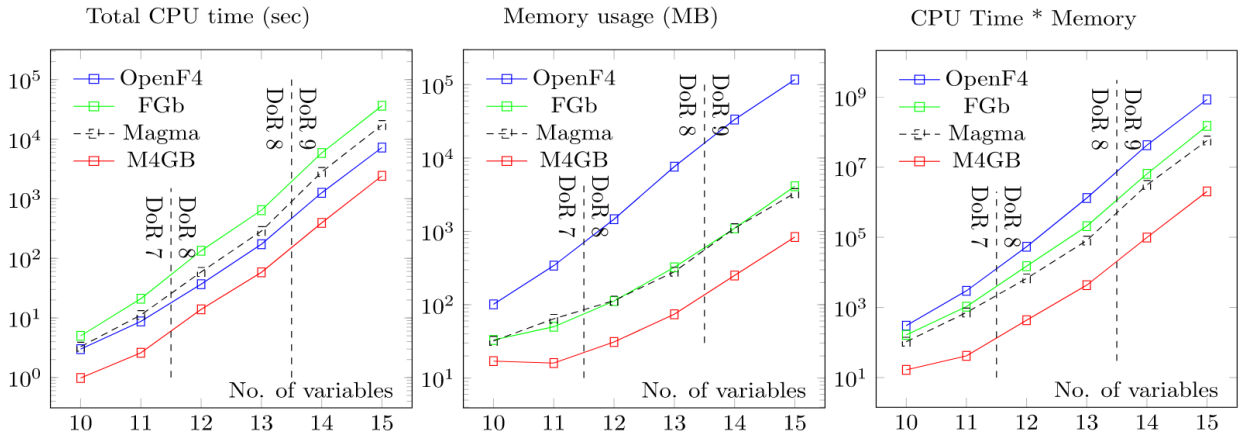 Total CPU time (sec)
10^5
10^4
10^3
10^2
10^1
10^0
OpenF4
FGb
Magma
M4GB
DoR 7
DoR 8
DoR 8
DoR 9
No. of variables
10 11 12 13 14 15
Memory usage (MB)
10^5
10^4
10^3
10^2
10^1
OpenF4
FGb
Magma
M4GB
DoR 7
DoR 8
DoR 8
DoR 9
No. of variables
10 11 12 13 14 15
CPU Time * Memory
10^9
10^7
10^5
10^3
10^1
OpenF4
FGb
Magma
M4GB
DoR 7
DoR 8
DoR 8
DoR 9
No. of variables
10 11 12 13 14 15